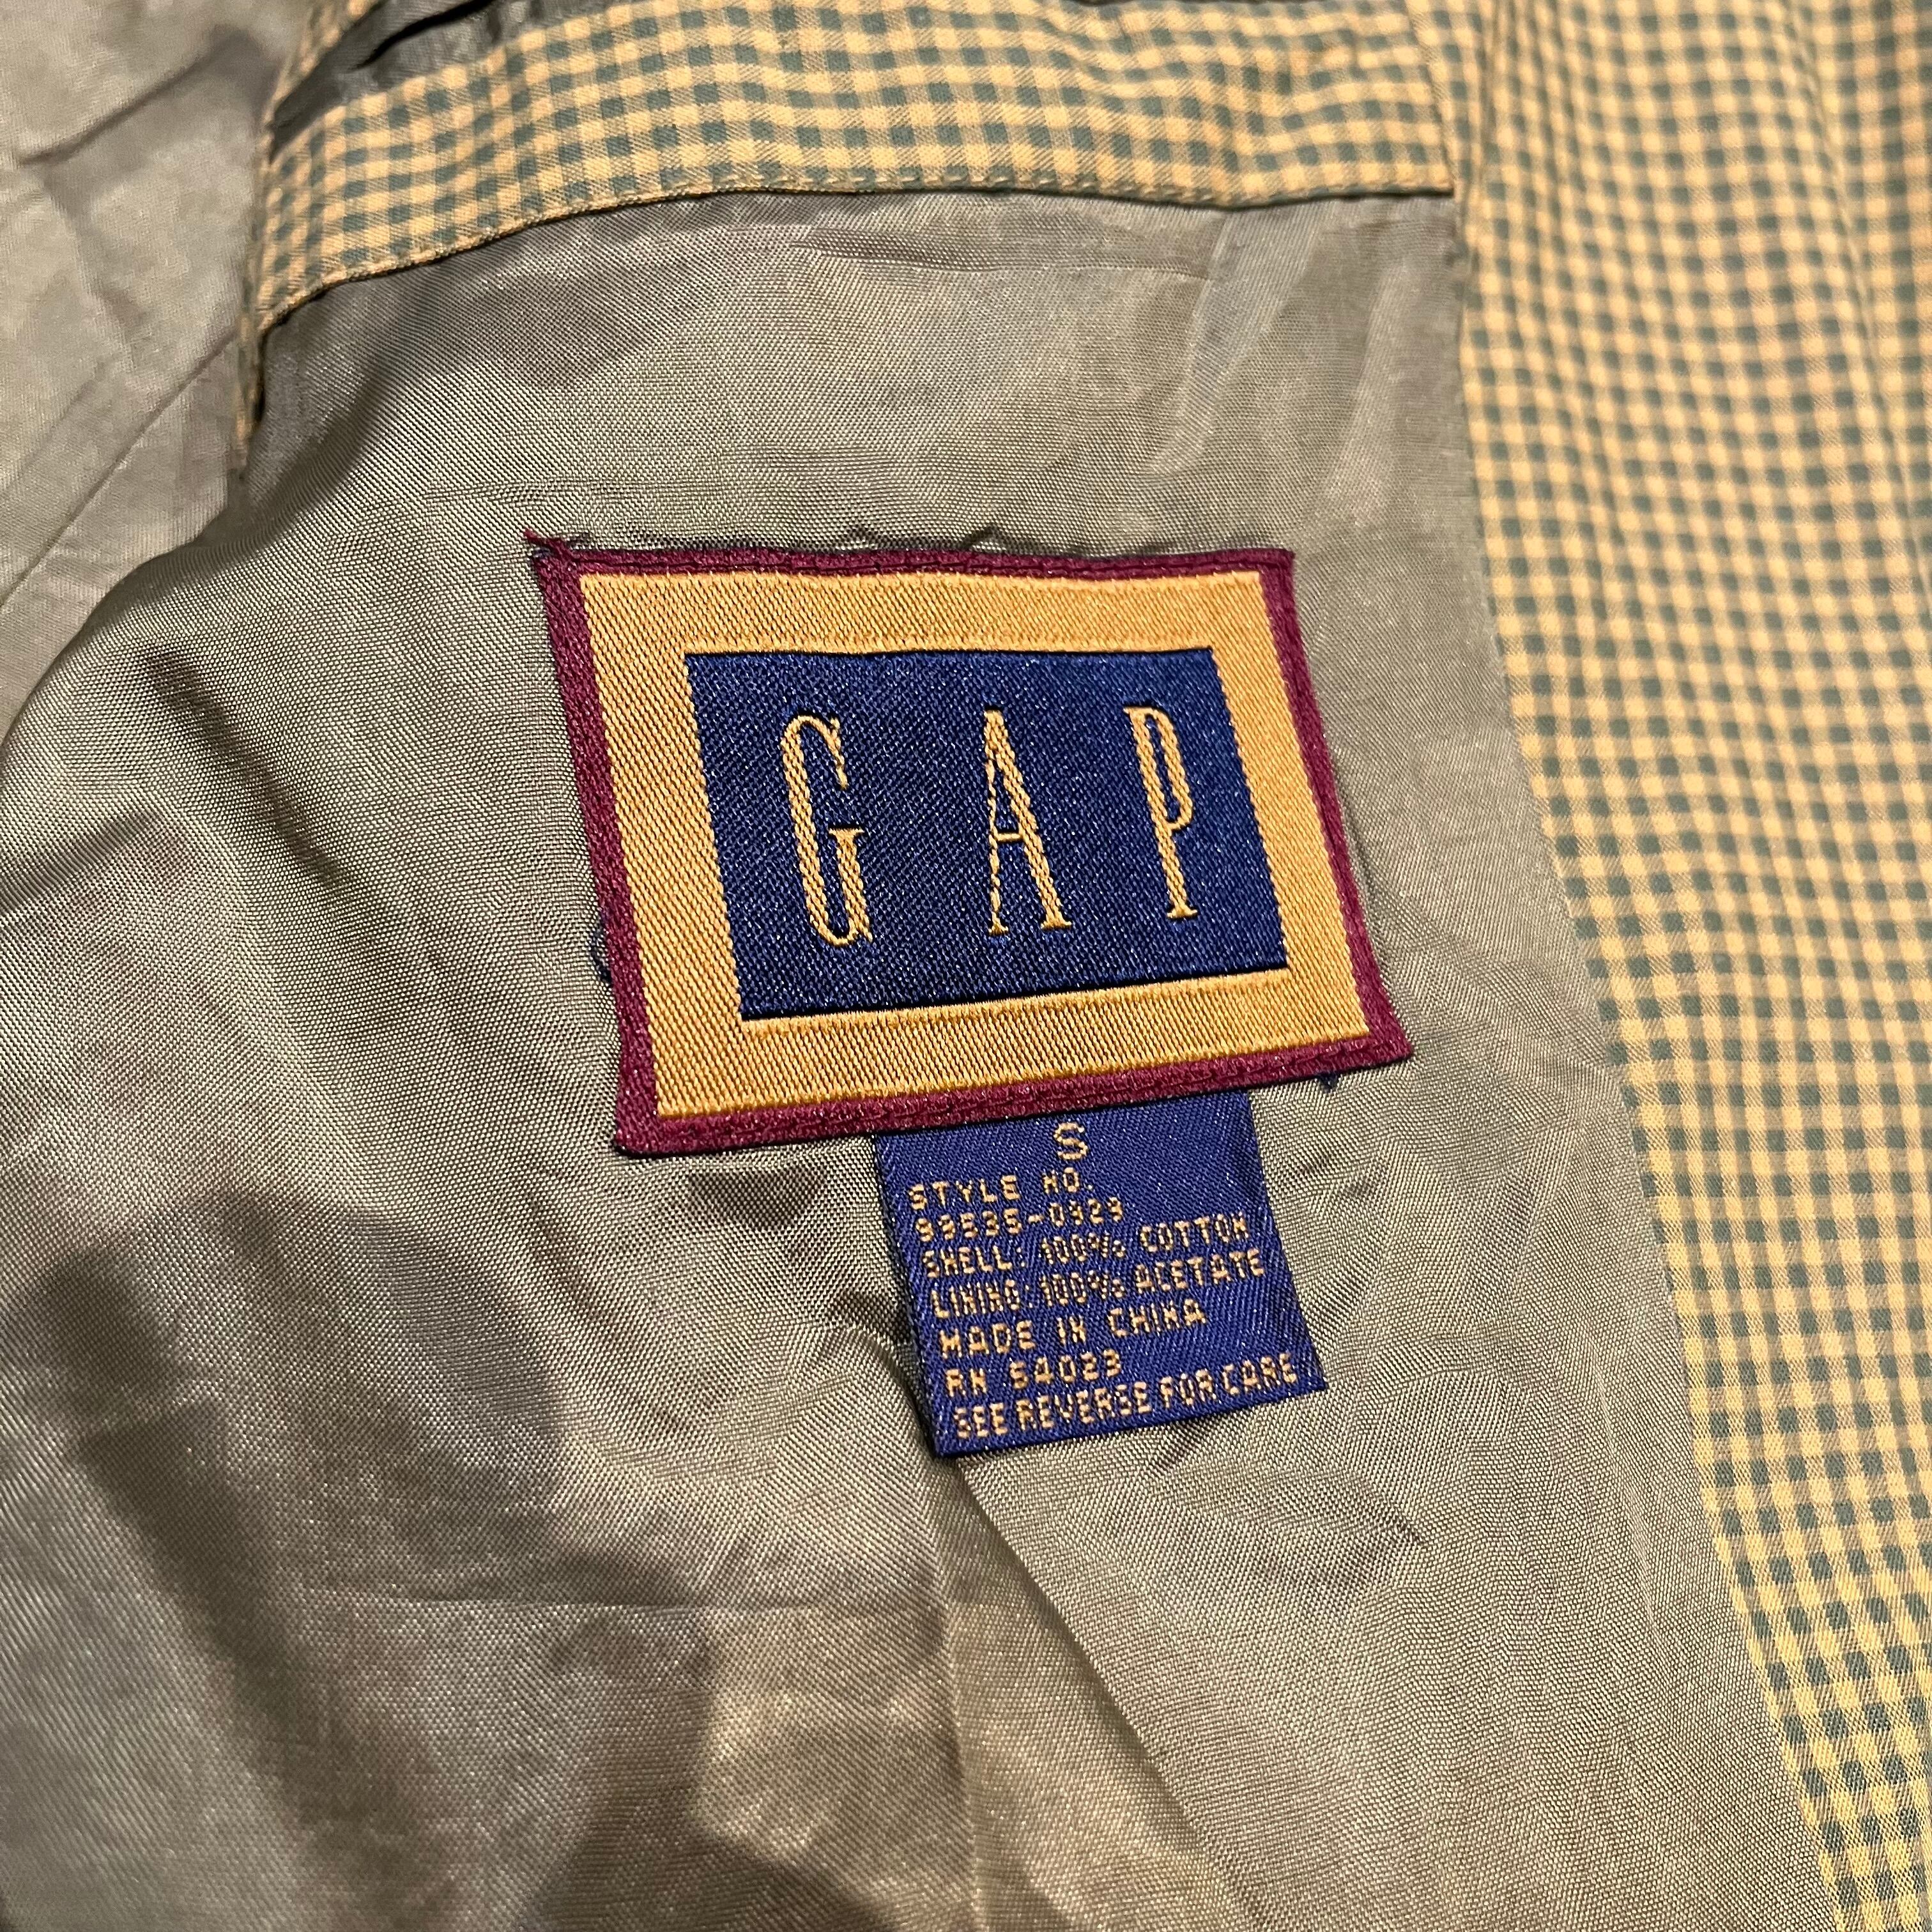 GAP
S
STYLE NO.
99535-0929
SHELL: 100% COTTON
LINING: 100% ACETATE
MADE IN CHINA
RN 54023
SEE REVERSE FOR CARE